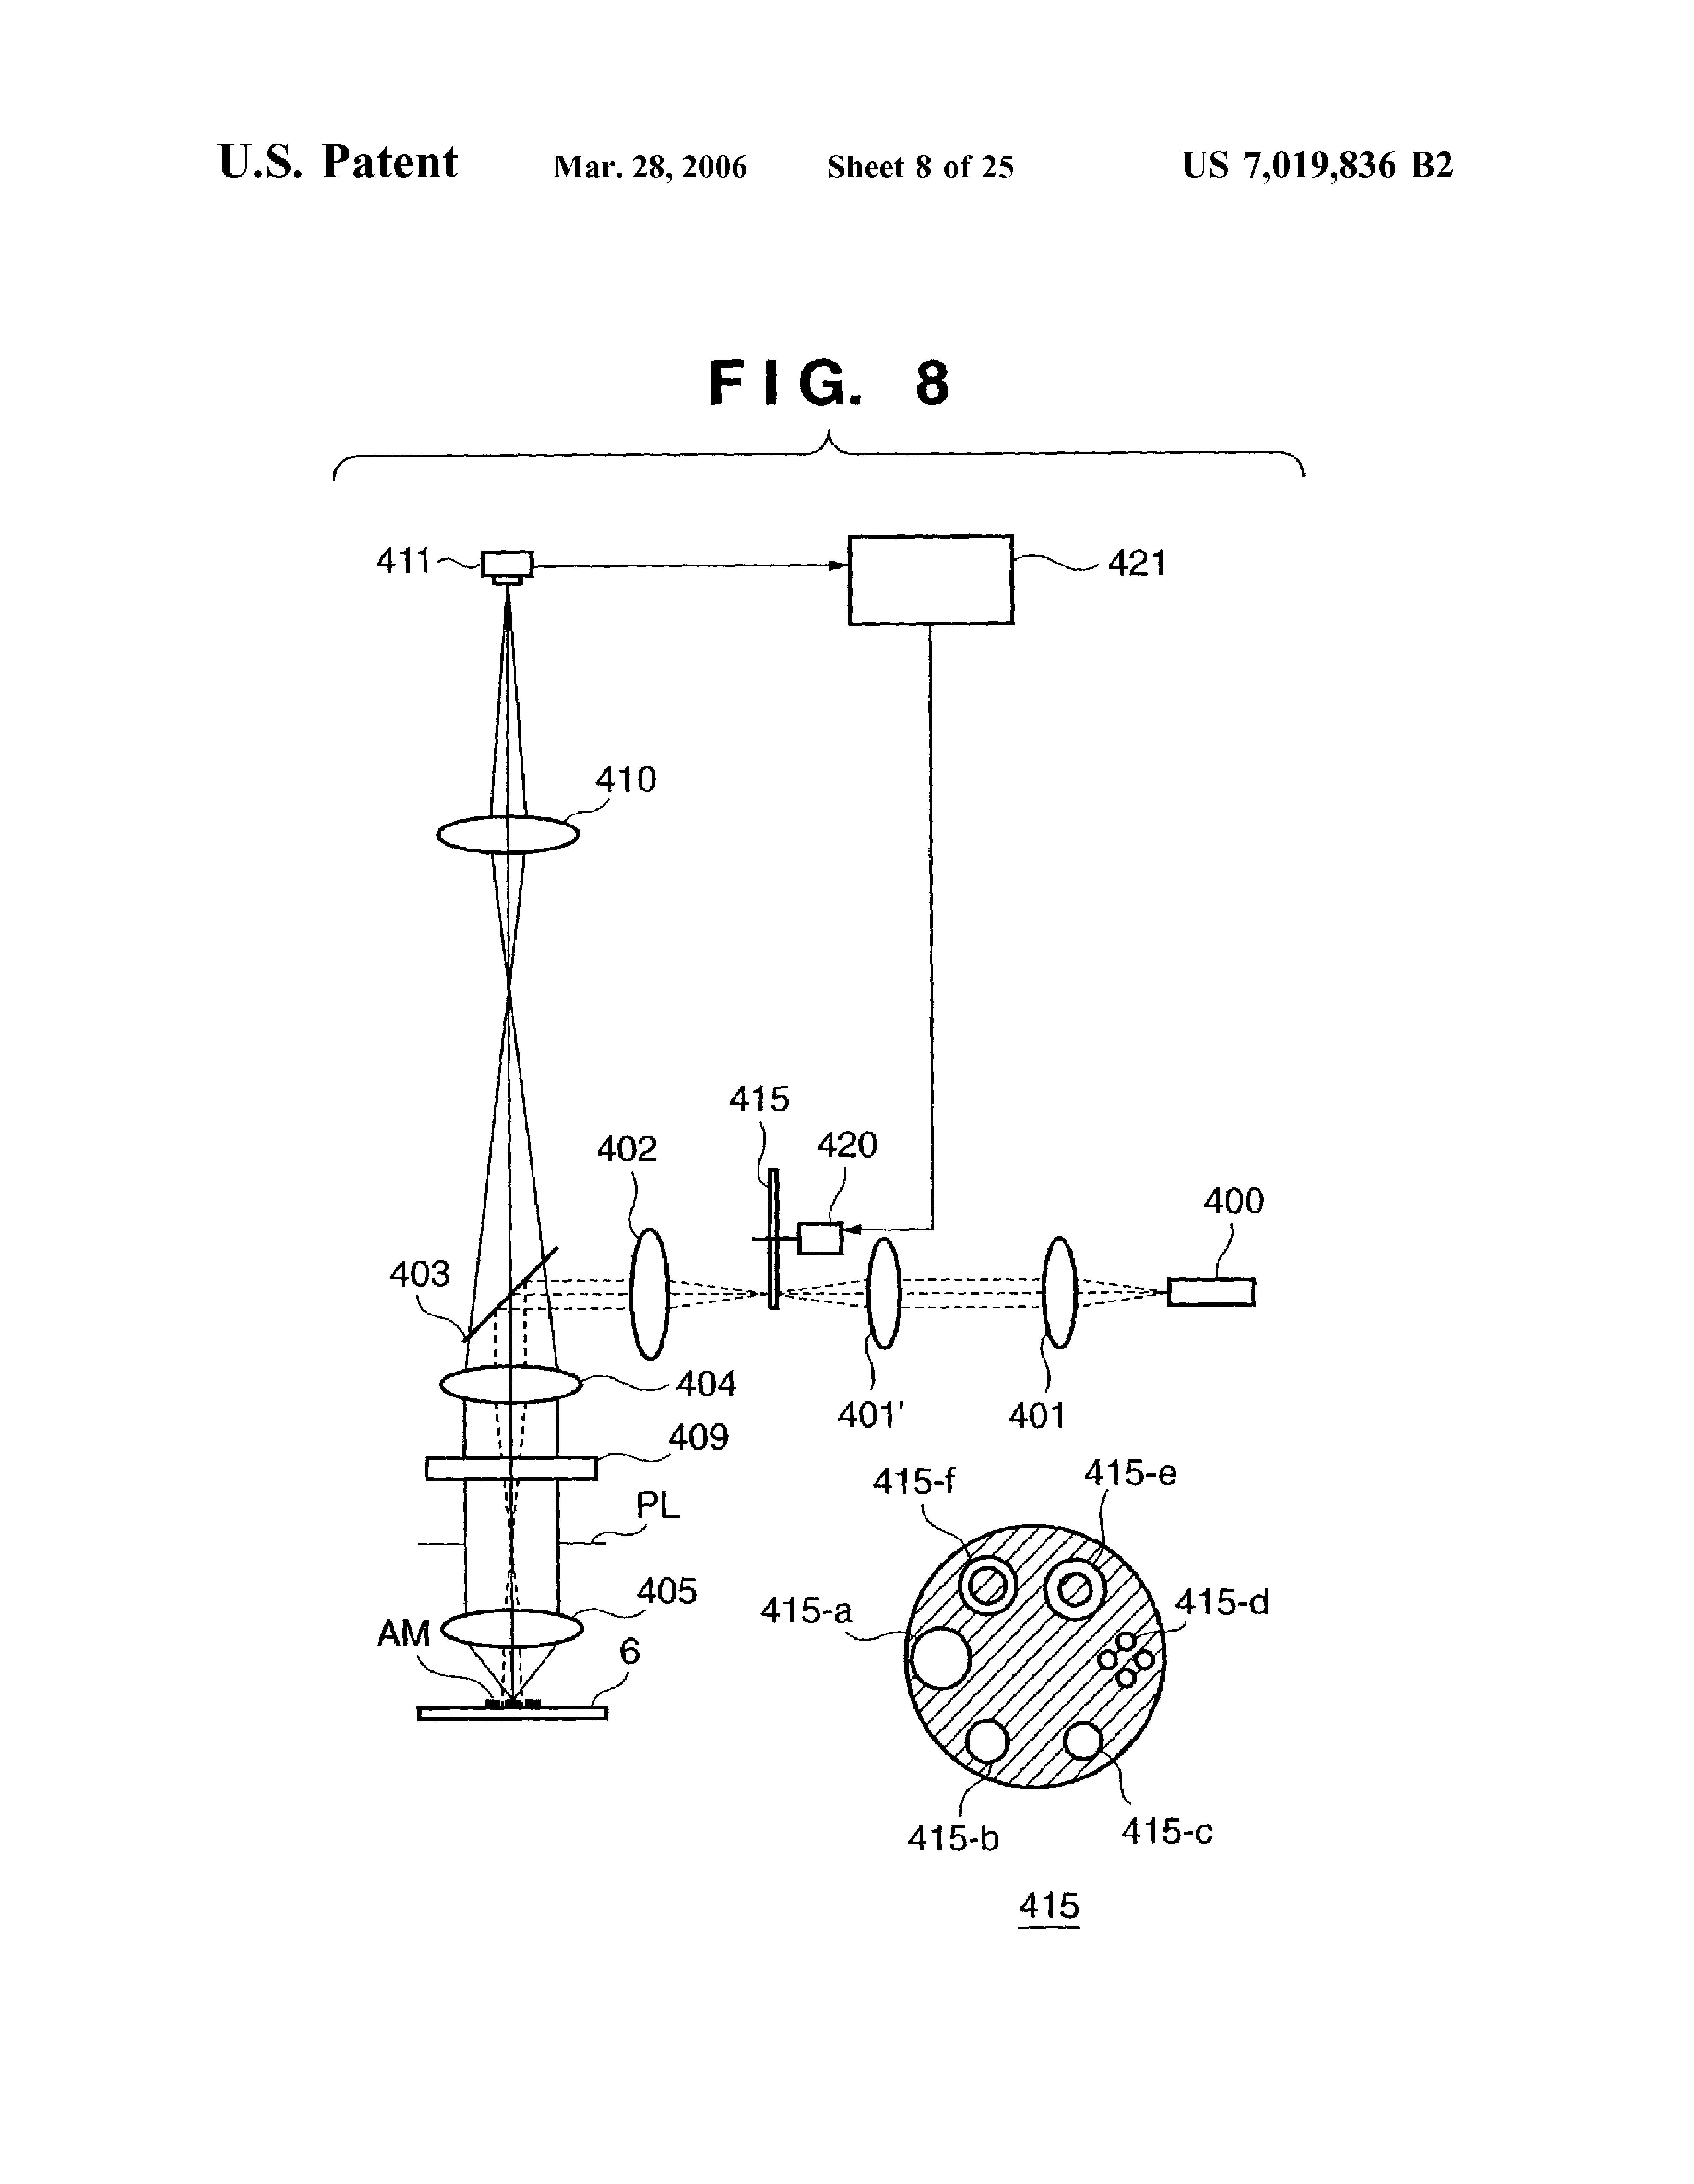 U.S. Patent Mar. 28, 2006 Sheet 8 of 25 US 7,019,836 B2
FIG. 8
411
421
410
415
402
420
400
403
404
401'
401
409
415-f
415-e
PL
405
415-a
415-d
AM
6
415-b
415-c
415